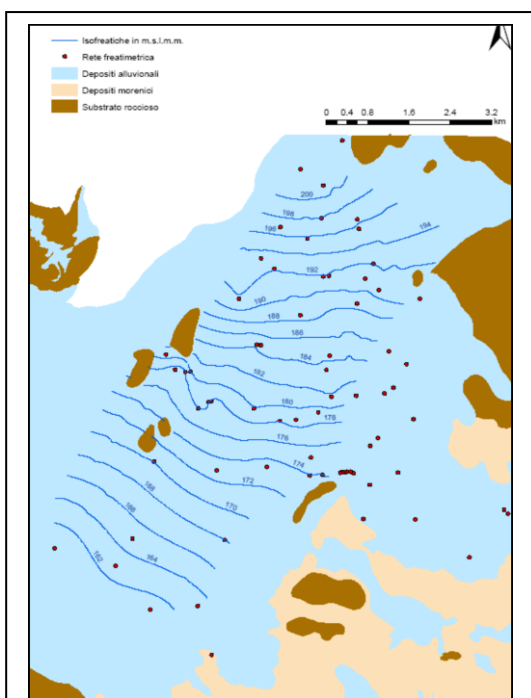 Isofreatiche in m.s.l.m.m.
Rete freatimetrica
Depositi alluvionali
Depositi morenici
Substrato roccioso
0 0.4 0.8 1.6 2.4 3.2
km
200
198
196
194
192
190
188
186
184
182
180
178
176
174
172
170
168
166
164
162